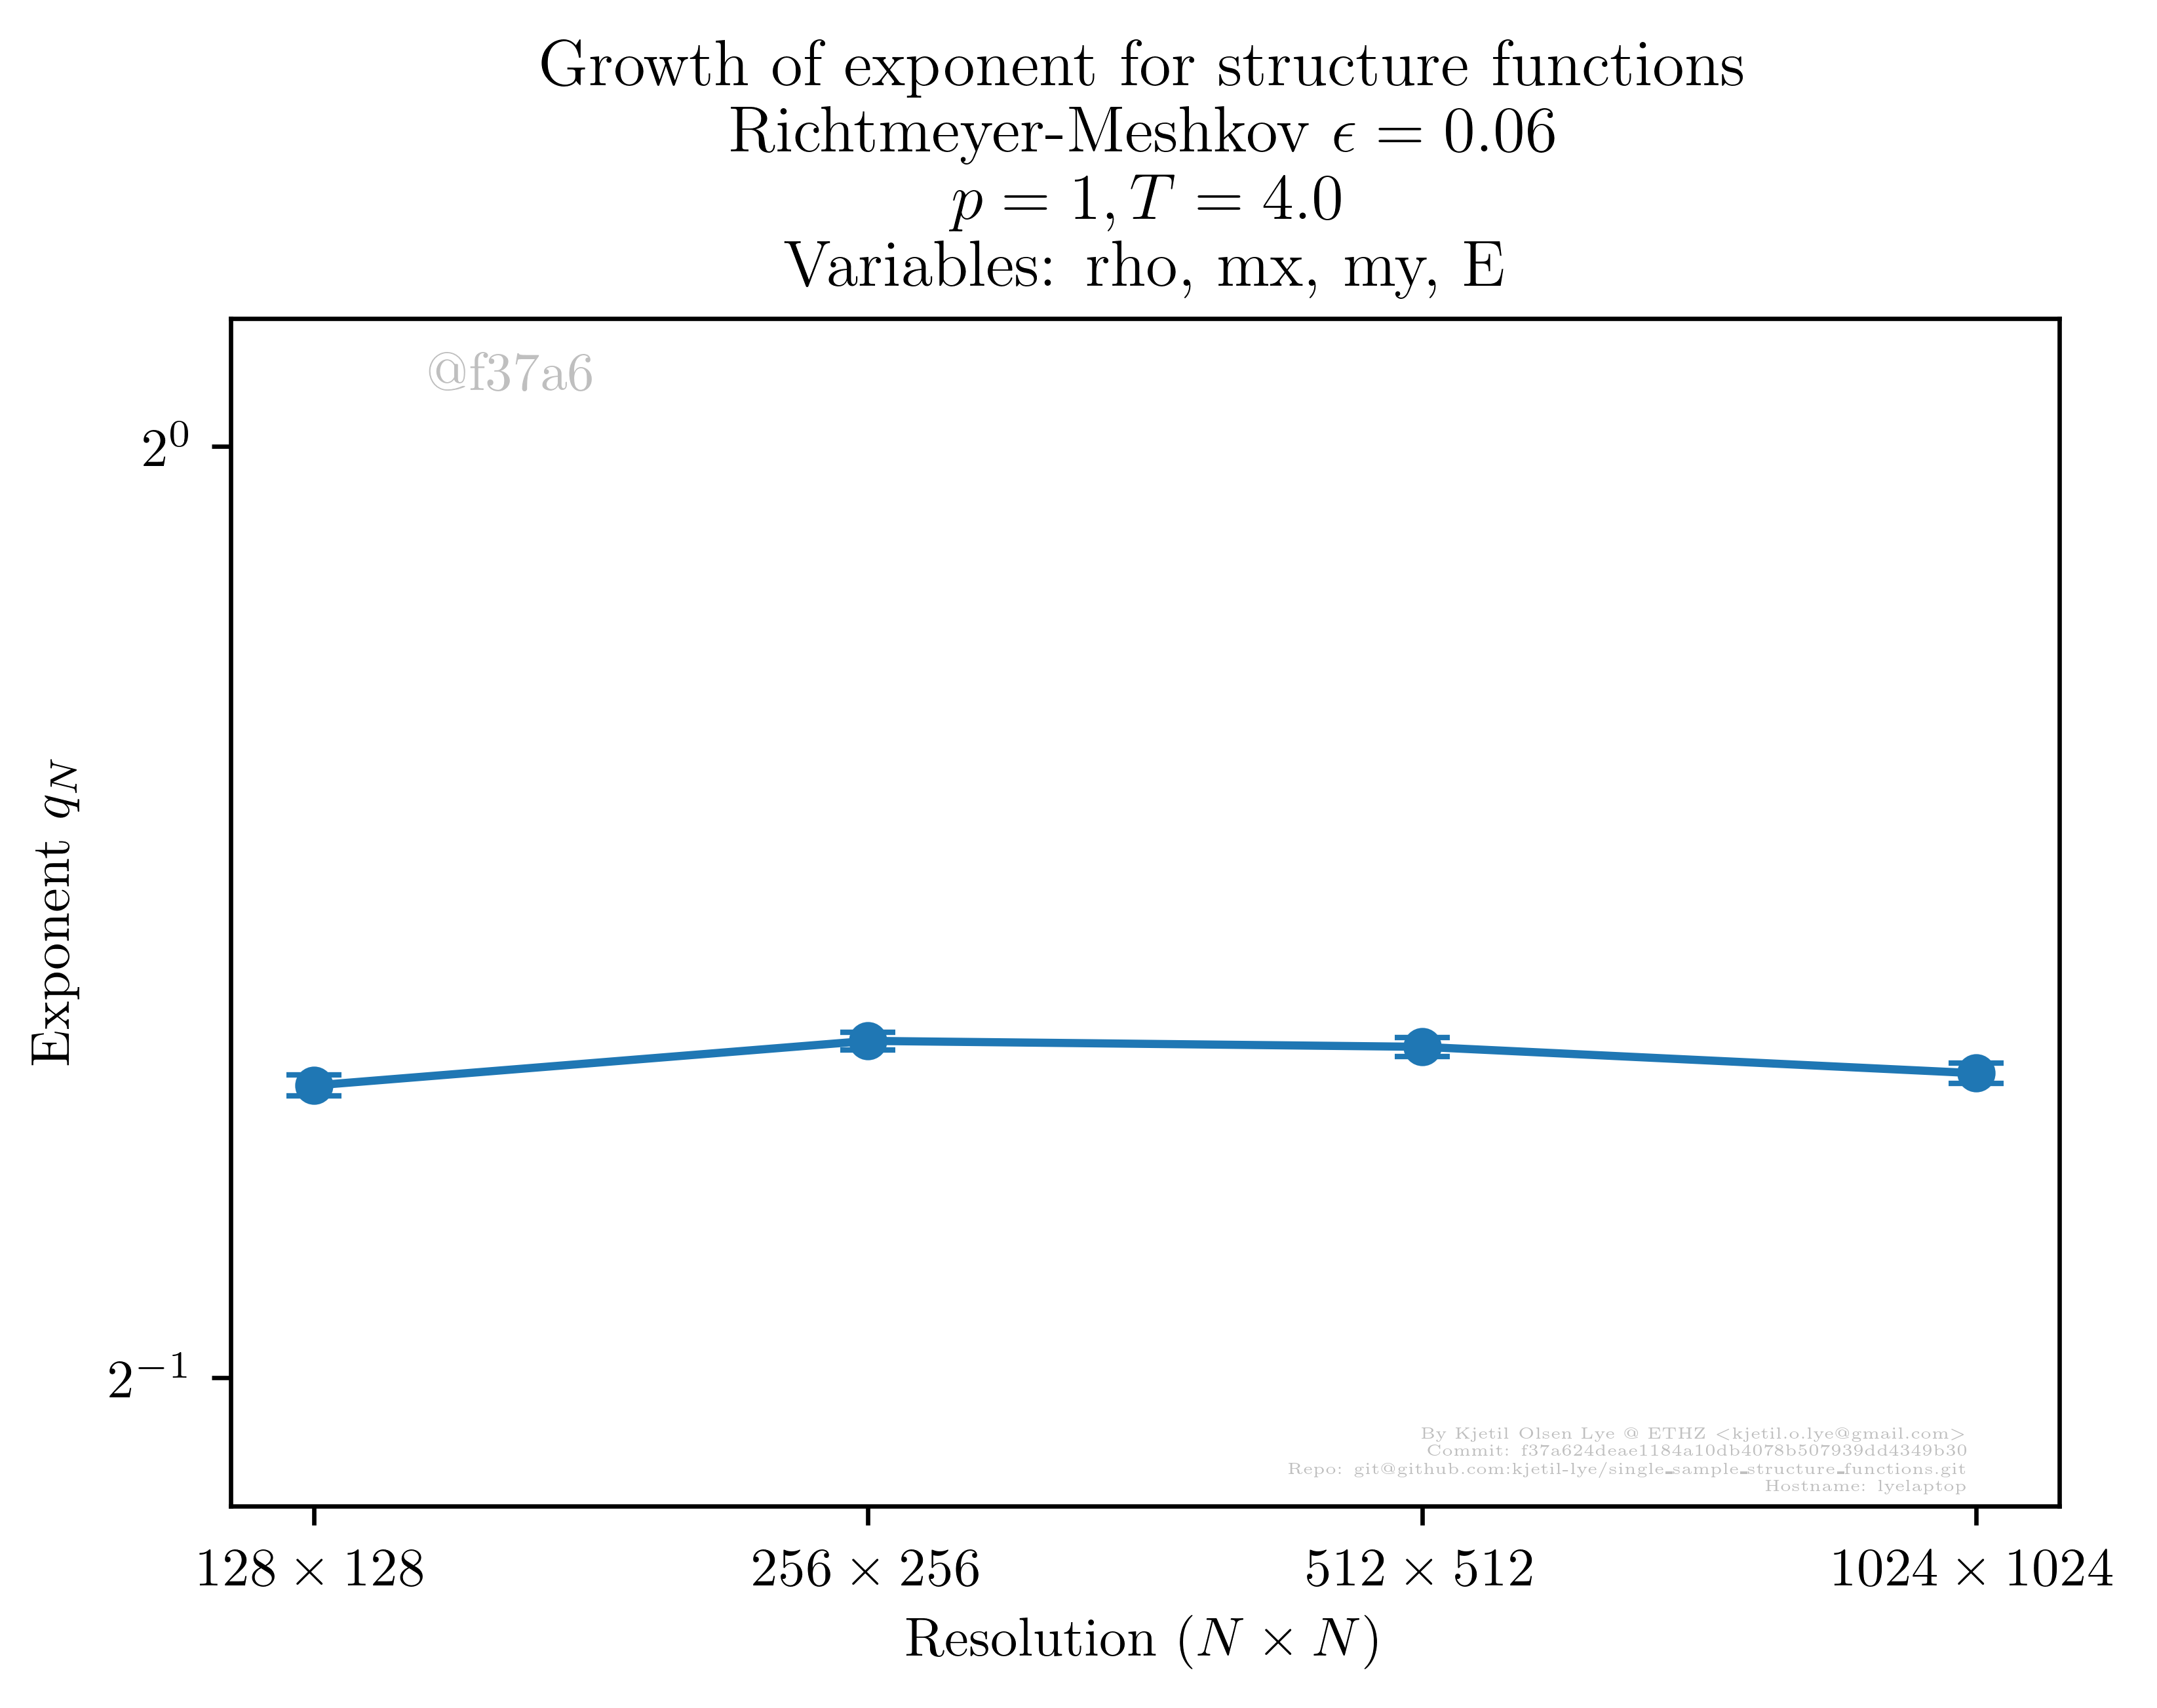 Growth of exponent for structure functions
Richtmeyer-Meshkov ϵ = 0.06
p = 1, T = 4.0
Variables: rho, mx, my, E
@f37a6
2⁰
Exponent q_N
2⁻¹
By Kjetil Olsen Lye @ ETHZ <kjetil.o.lye@gmail.com>
Commit: f37a624deae1184a10db4078b507939dd4349b30
Repo: git@github.com:kjetil-lye/single_sample_structure_functions.git
Hostname: lyelaptop
128 × 128 256 × 256 512 × 512 1024 × 1024
Resolution (N × N)